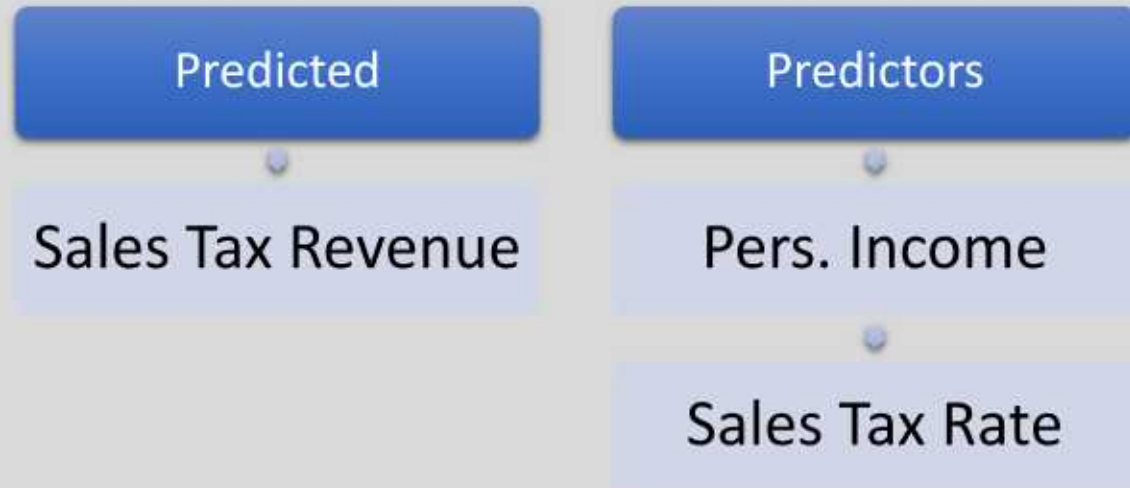 Predicted
Sales Tax Revenue
Predictors
Pers. Income
Sales Tax Rate